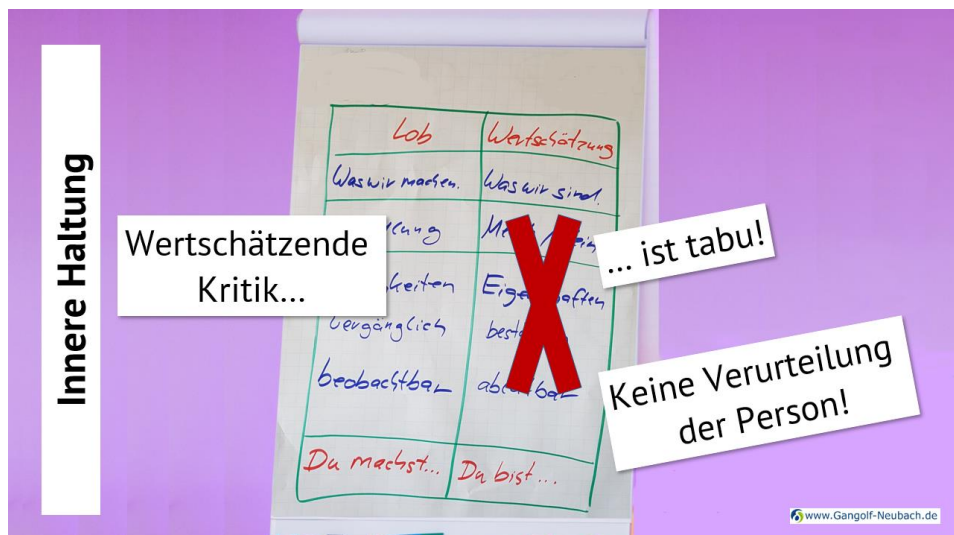 Innere Haltung
Lob
Wertschätzung
Was wir machen.
Was wir sind.
Wertschätzende
Kritik...
... ist tabu!
vergänglich
beobachtbar
Keine Verurteilung
der Person!
Du machst...
Du bist...
www.Gangolf-Neubach.de